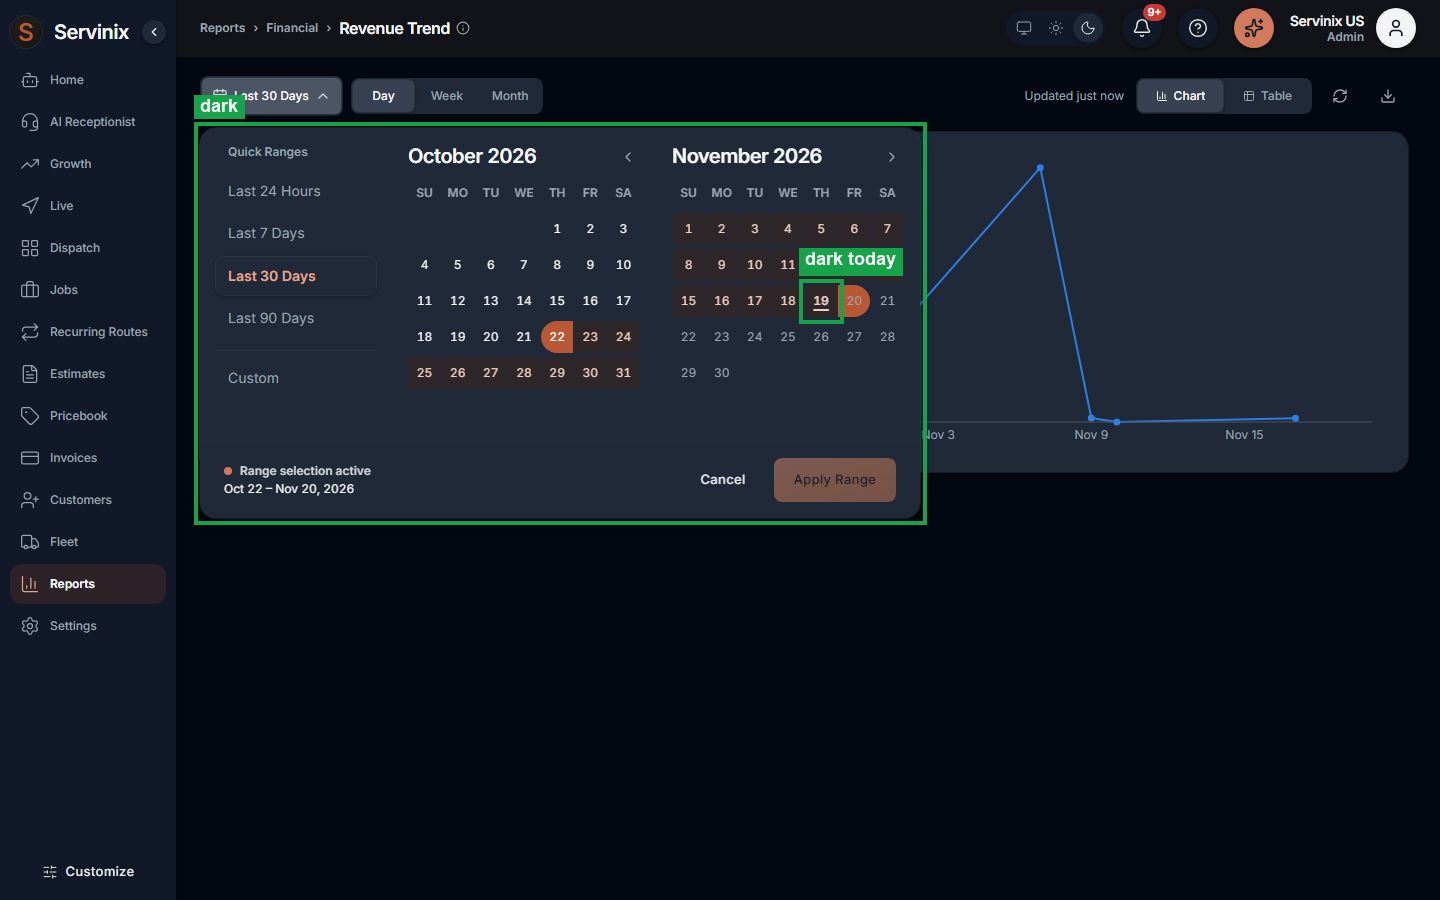 Servinix
Home
AI Receptionist
Growth
Live
Dispatch
Jobs
Recurring Routes
Estimates
Pricebook
Invoices
Customers
Fleet
Reports
Settings
Customize
Reports › Financial › Revenue Trend
9+
Servinix US
Admin
Last 30 Days
dark
Day Week Month
Updated just now
Chart Table
Quick Ranges
Last 24 Hours
Last 7 Days
Last 30 Days
Last 90 Days
Custom
October 2026
SU MO TU WE TH FR SA
1 2 3
4 5 6 7 8 9 10
11 12 13 14 15 16 17
18 19 20 21 22 23 24
25 26 27 28 29 30 31
November 2026
SU MO TU WE TH FR SA
1 2 3 4 5 6 7
8 9 10 11
dark today
15 16 17 18 19 20 21
22 23 24 25 26 27 28
29 30
Range selection active
Oct 22 – Nov 20, 2026
Cancel
Apply Range
Nov 3
Nov 9
Nov 15